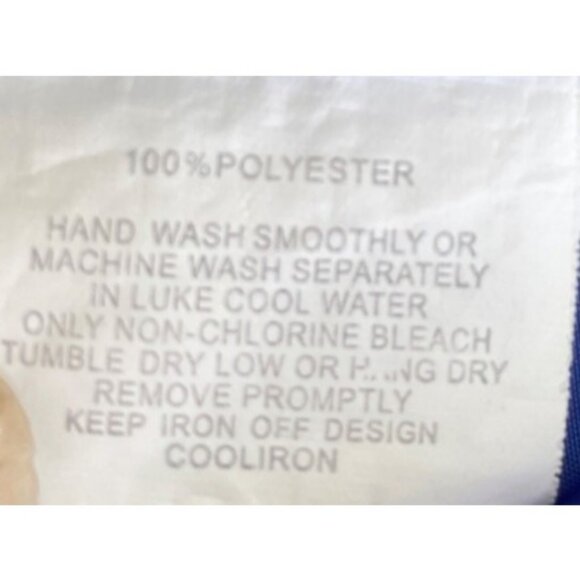 100%POLYESTER
HAND WASH SMOOTHLY OR
MACHINE WASH SEPARATELY
IN LUKE COOL WATER
ONLY NON-CHLORINE BLEACH
TUMBLE DRY LOW OR DRY
REMOVE PROMPTLY
KEEP IRON OFF DESIGN
COOLIRON